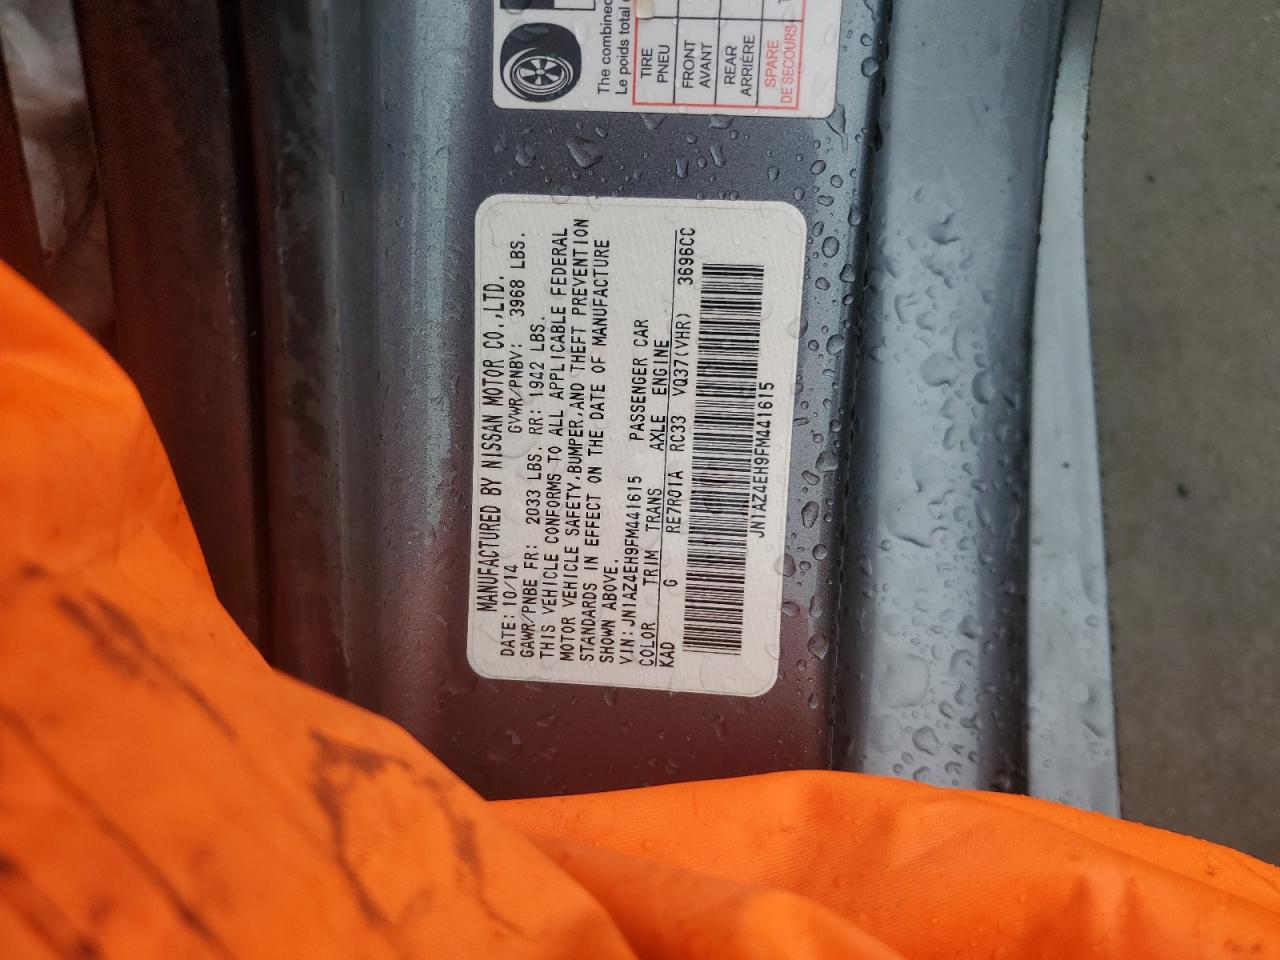 The combined
Le poids total
TIRE
PNEU
FRONT
AVANT
REAR
ARRIÈRE
SPARE
DE SECOURS
MANUFACTURED BY NISSAN MOTOR CO.,LTD.
DATE: 10/14 GVWR/PNBV: 3968 LBS.
GAWR/PNBE FR: 2033 LBS. RR: 1942 LBS.
THIS VEHICLE CONFORMS TO ALL APPLICABLE FEDERAL
MOTOR VEHICLE SAFETY,BUMPER,AND THEFT PREVENTION
STANDARDS IN EFFECT ON THE DATE OF MANUFACTURE
SHOWN ABOVE.
VIN: JN1AZ4EH9FM441615 PASSENGER CAR
COLOR TRIM TRANS AXLE ENGINE
KAD G RE7R01A RC33 VQ37(VHR) 3696CC
JN1AZ4EH9FM441615